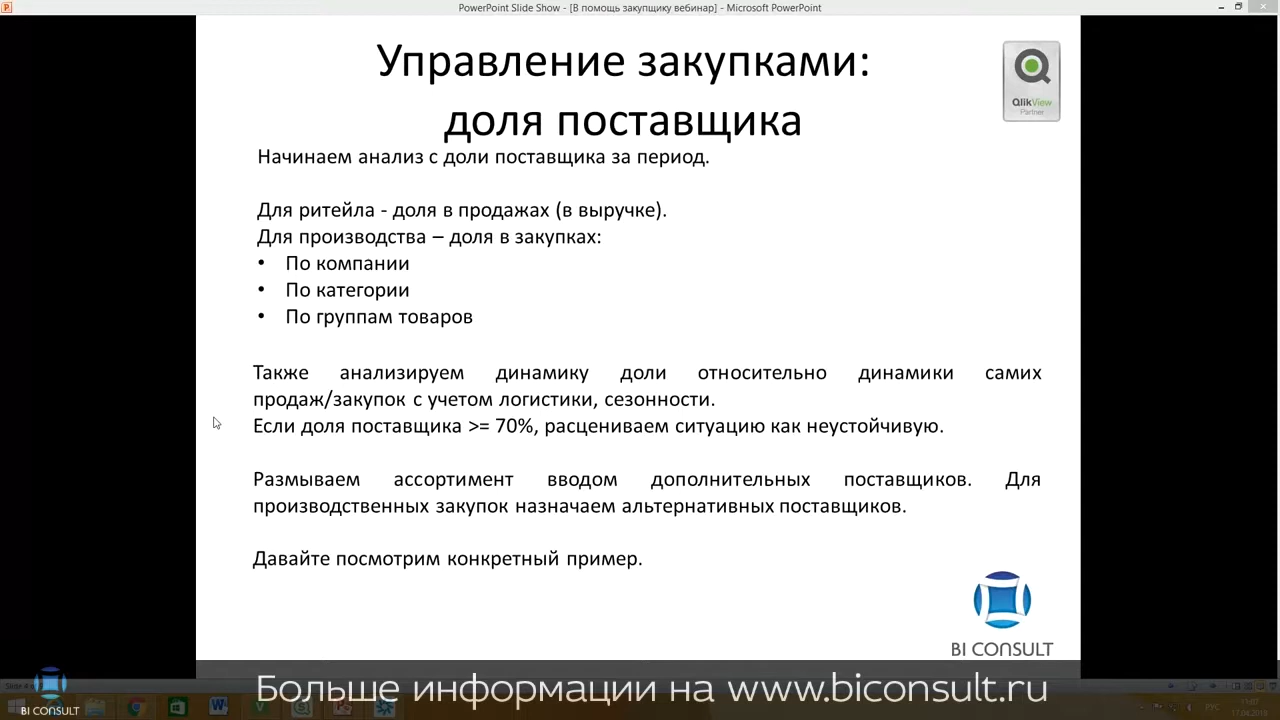 PowerPoint Slide Show - [В помощь закупщику вебинар] - Microsoft PowerPoint
Управление закупками:
доля поставщика
QlikView
Partner
Начинаем анализ с доли поставщика за период.
Для ритейла - доля в продажах (в выручке).
Для производства – доля в закупках:
• По компании
• По категории
• По группам товаров
Также анализируем динамику доли относительно динамики самих
продаж/закупок с учетом логистики, сезонности.
Если доля поставщика >= 70%, расцениваем ситуацию как неустойчивую.
Размываем ассортимент вводом дополнительных поставщиков. Для
производственных закупок назначаем альтернативных поставщиков.
Давайте посмотрим конкретный пример.
BI CONSULT
Больше информации на www.biconsult.ru
BI CONSULT
РУС